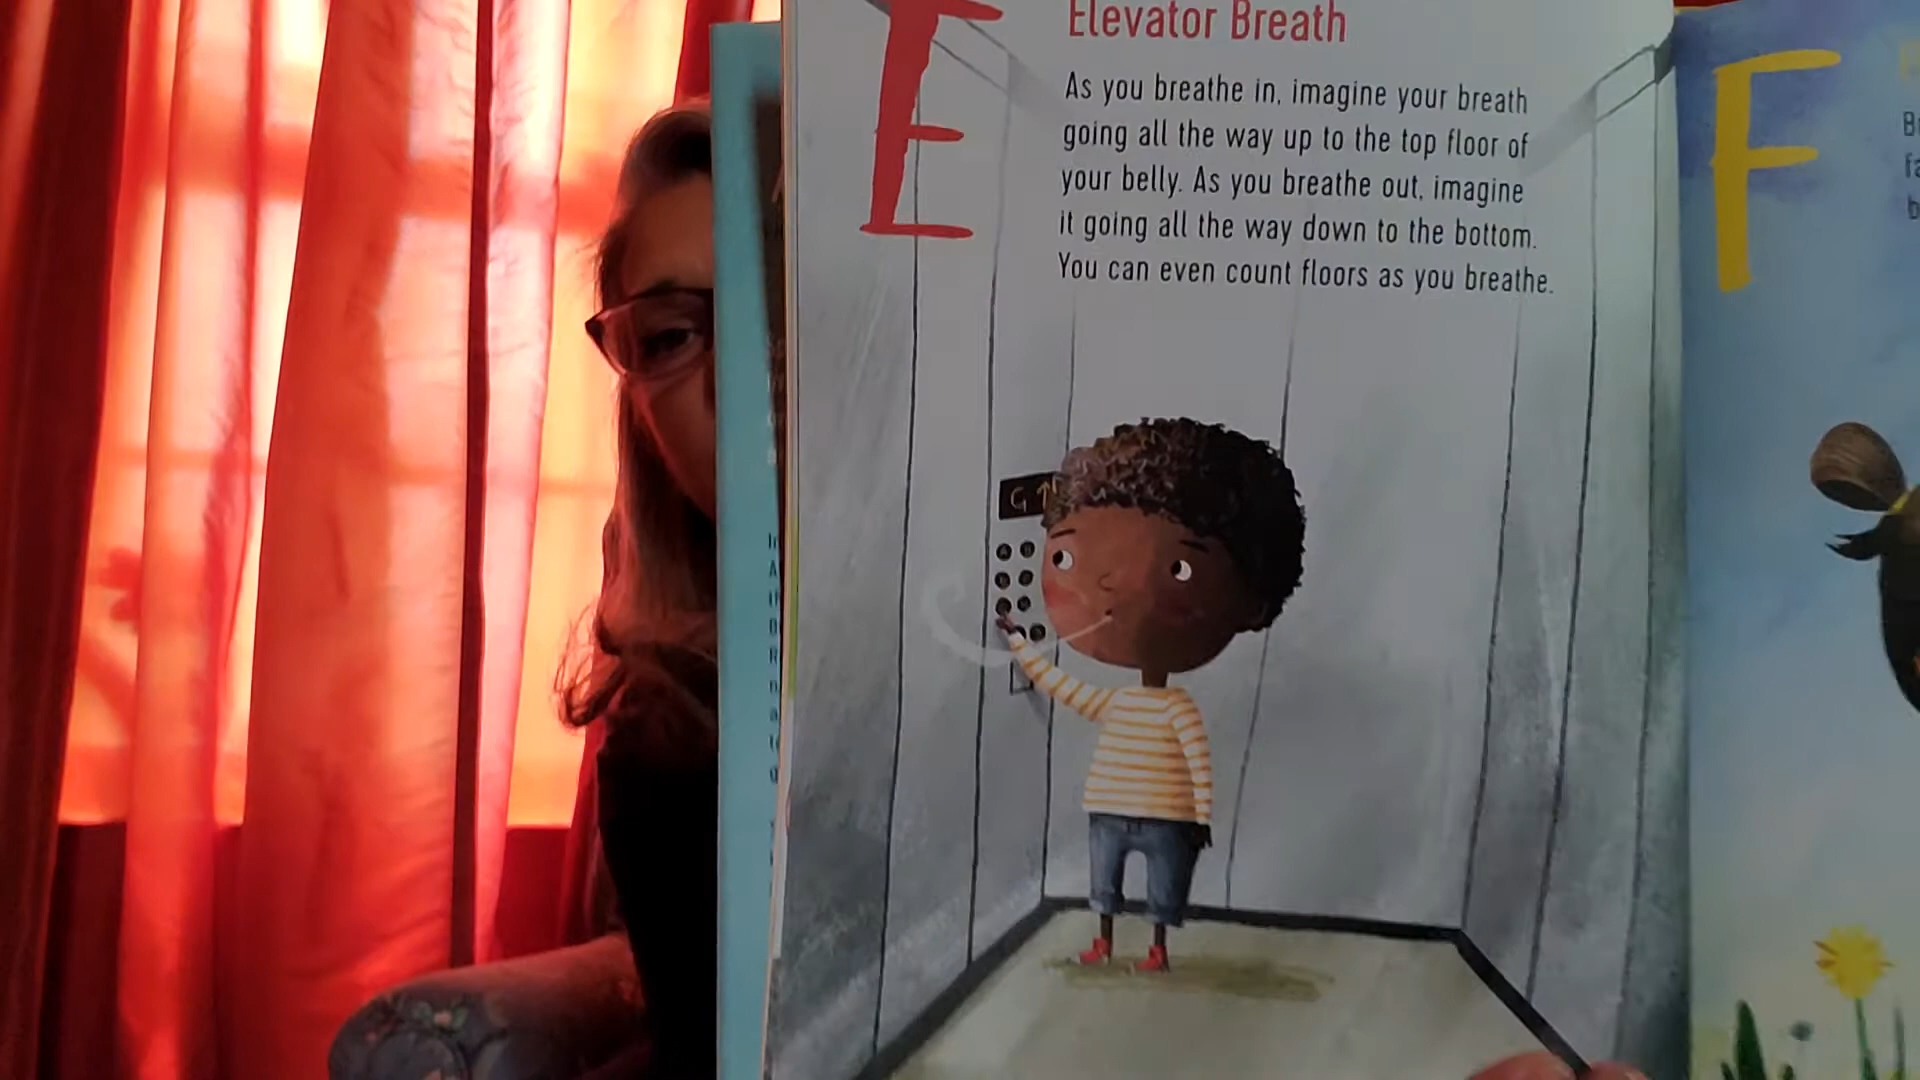 E
Elevator Breath
As you breathe in, imagine your breath
going all the way up to the top floor of
your belly. As you breathe out, imagine
it going all the way down to the bottom.
You can even count floors as you breathe.
G ↑
F